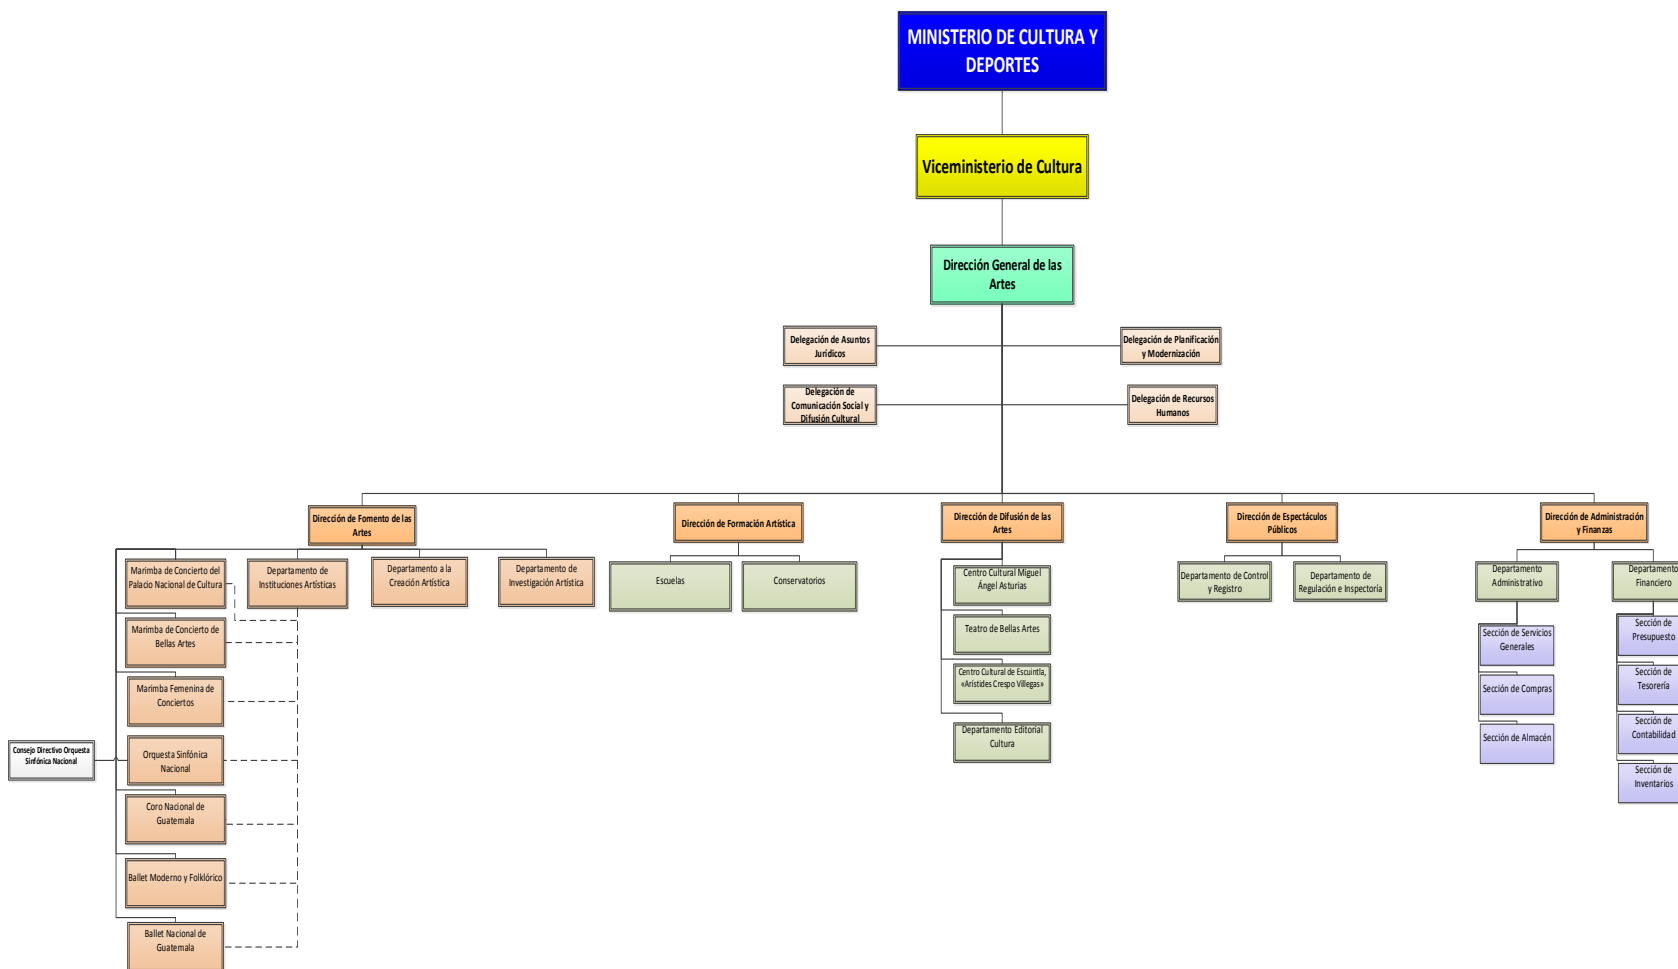 MINISTERIO DE CULTURA Y
DEPORTES
Viceministerio de Cultura
Dirección General de las
Artes
Delegación de Asuntos
Jurídicos
Delegación de Planificación
y Modernización
Delegación de
Comunicación Social y
Difusión Cultural
Delegación de Recursos
Humanos
Dirección de Fomento de las
Artes
Dirección de Formación Artística
Dirección de Difusión de las
Artes
Dirección de Espectáculos
Públicos
Dirección de Administración
y Finanzas
Marimba de Concierto del
Palacio Nacional de Cultura
Departamento de
Instituciones Artísticas
Departamento a la
Creación Artística
Departamento de
Investigación Artística
Escuelas
Conservatorios
Centro Cultural Miguel
Ángel Asturias
Departamento de Control
y Registro
Departamento de
Regulación e Inspectoría
Departamento
Administrativo
Departamento
Financiero
Marimba de Concierto de
Bellas Artes
Teatro de Bellas Artes
Sección de Servicios
Generales
Sección de
Presupuesto
Marimba Femenina de
Conciertos
Centro Cultural de Escuintla,
«Arístides Crespo Villegas»
Sección de Compras
Sección de
Tesorería
Consejo Directivo Orquesta
Sinfónica Nacional
Orquesta Sinfónica
Nacional
Departamento Editorial
Cultura
Sección de Almacén
Sección de
Contabilidad
Sección de
Inventarios
Coro Nacional de
Guatemala
Ballet Moderno y Folklórico
Ballet Nacional de
Guatemala